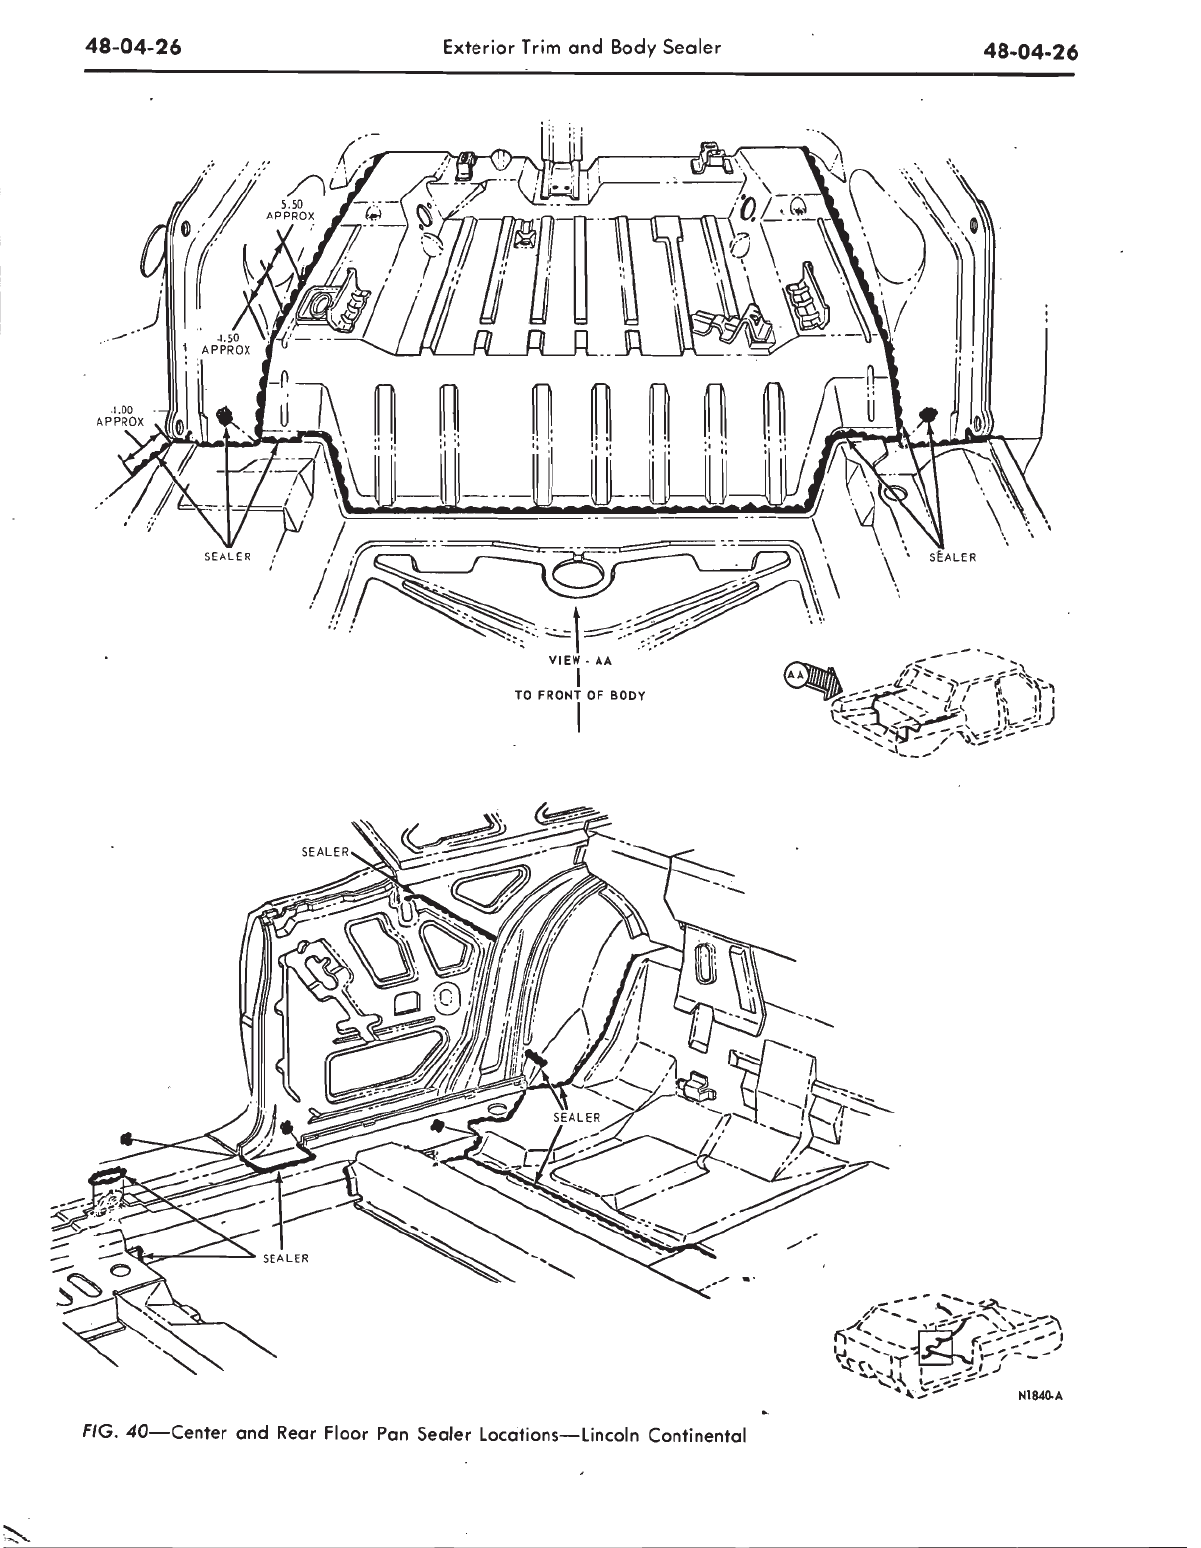 48-04-26 Exterior Trim and Body Sealer 48-04-26
5.50
APPROX
4.50
APPROX
1.00
APPROX
SEALER
SEALER
VIEW - AA
TO FRONT OF BODY
AA
SEALER
SEALER
SEALER
N1840-A
FIG. 40—Center and Rear Floor Pan Sealer Locations—Lincoln Continental